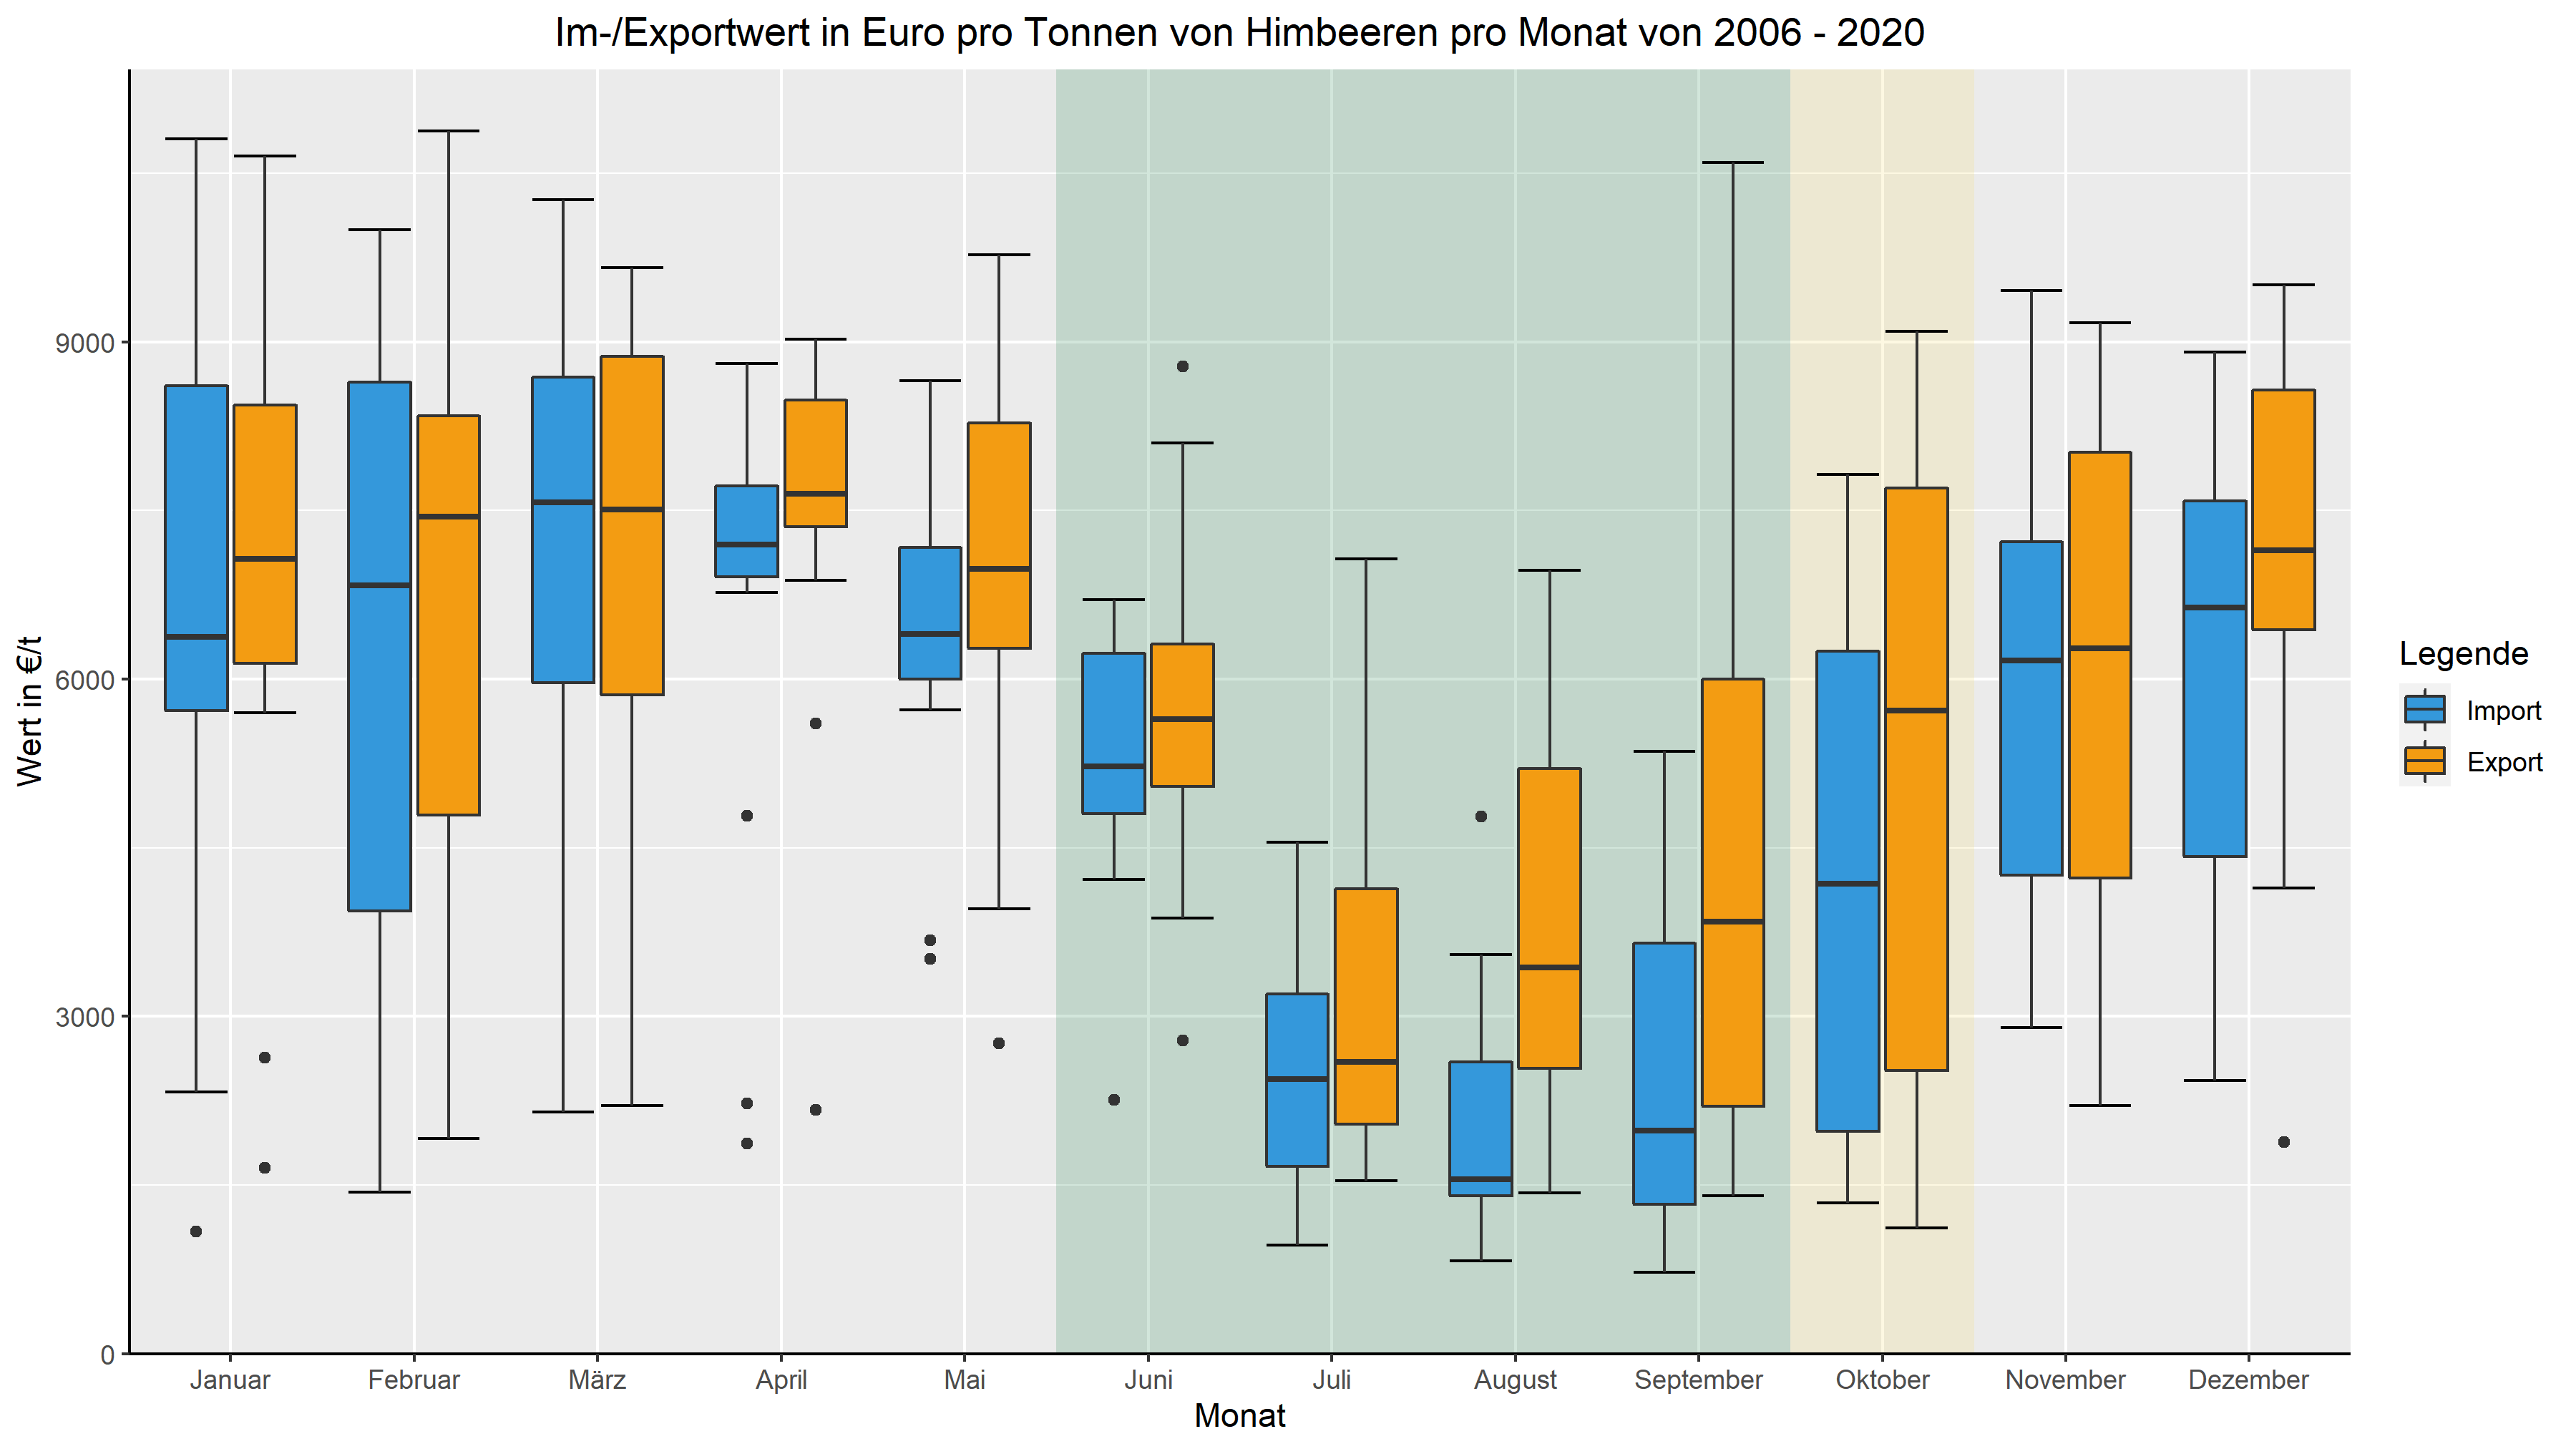 Im-/Exportwert in Euro pro Tonnen von Himbeeren pro Monat von 2006 - 2020
Wert in €/t
9000
6000
3000
0
Januar Februar März April Mai Juni Juli August September Oktober November Dezember
Monat
Legende
Import
Export